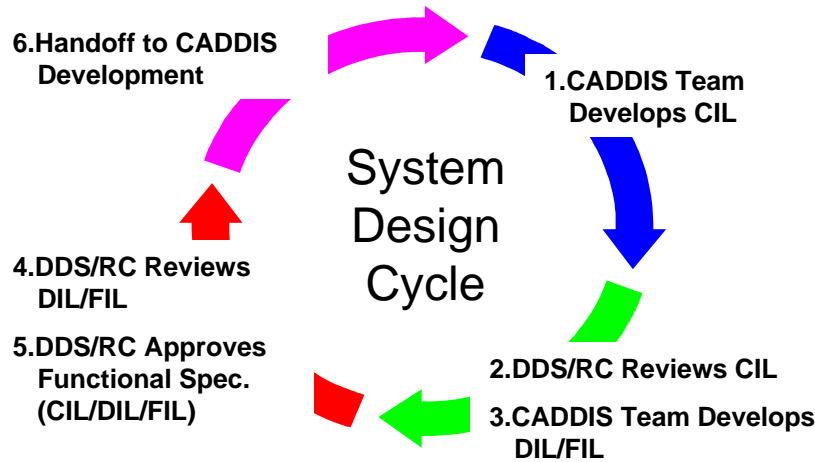 System
Design
Cycle
1.CADDIS Team
Develops CIL
2.DDS/RC Reviews CIL
3.CADDIS Team Develops
DIL/FIL
4.DDS/RC Reviews
DIL/FIL
5.DDS/RC Approves
Functional Spec.
(CIL/DIL/FIL)
6.Handoff to CADDIS
Development